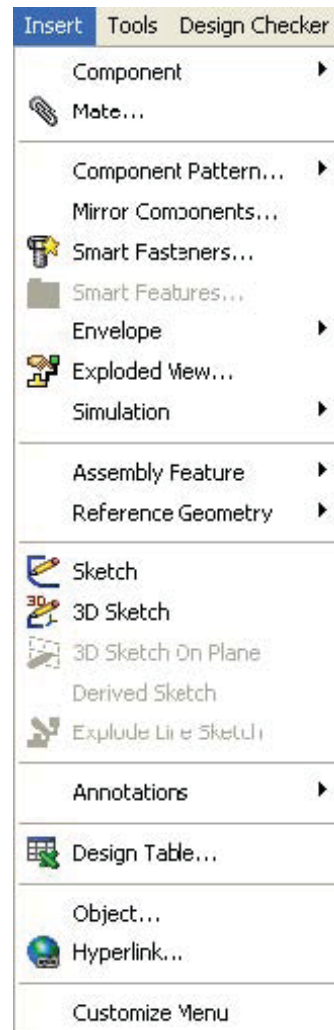 Insert Tools Design Checker
Component
Mate...
Component Pattern...
Mirror Components...
Smart Fasteners...
Smart Features...
Envelope
Exploded View...
Simulation
Assembly Feature
Reference Geometry
Sketch
3D Sketch
3D Sketch On Plane
Derived Sketch
Explode Line Sketch
Annotations
Design Table...
Object...
Hyperlink...
Customize Menu